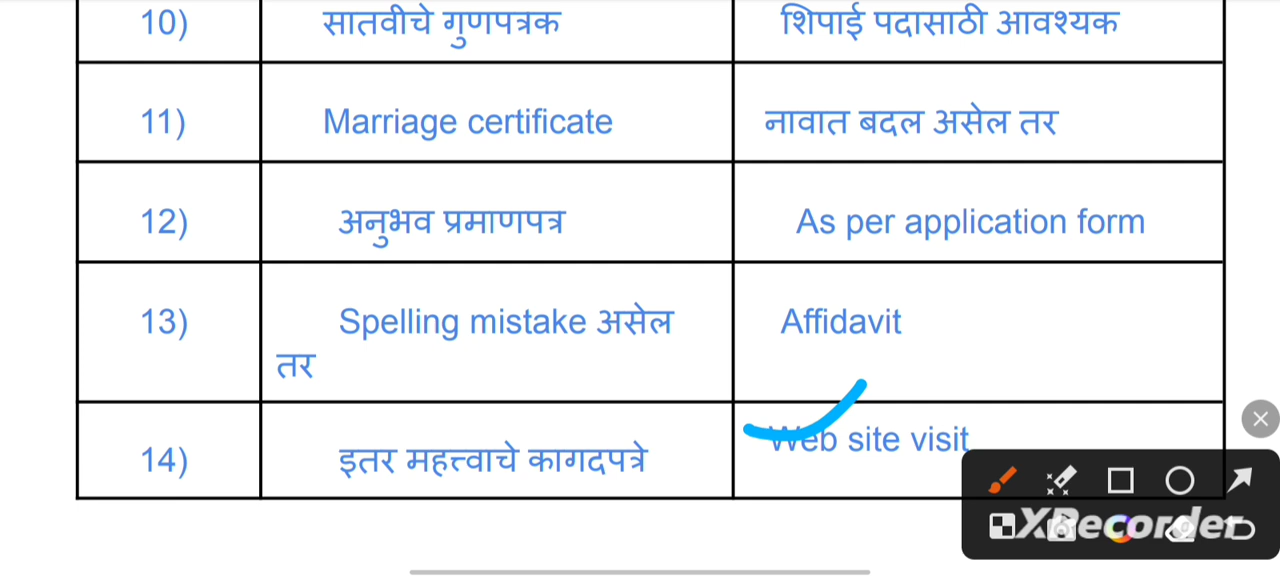 10) सातवीचे गुणपत्रक शिपाई पदासाठी आवश्यक
11) Marriage certificate नावात बदल असेल तर
12) अनुभव प्रमाणपत्र As per application form
13) Spelling mistake असेल Affidavit
तर
14) इतर महत्त्वाचे कागदपत्रे Web site visit
XRecorder